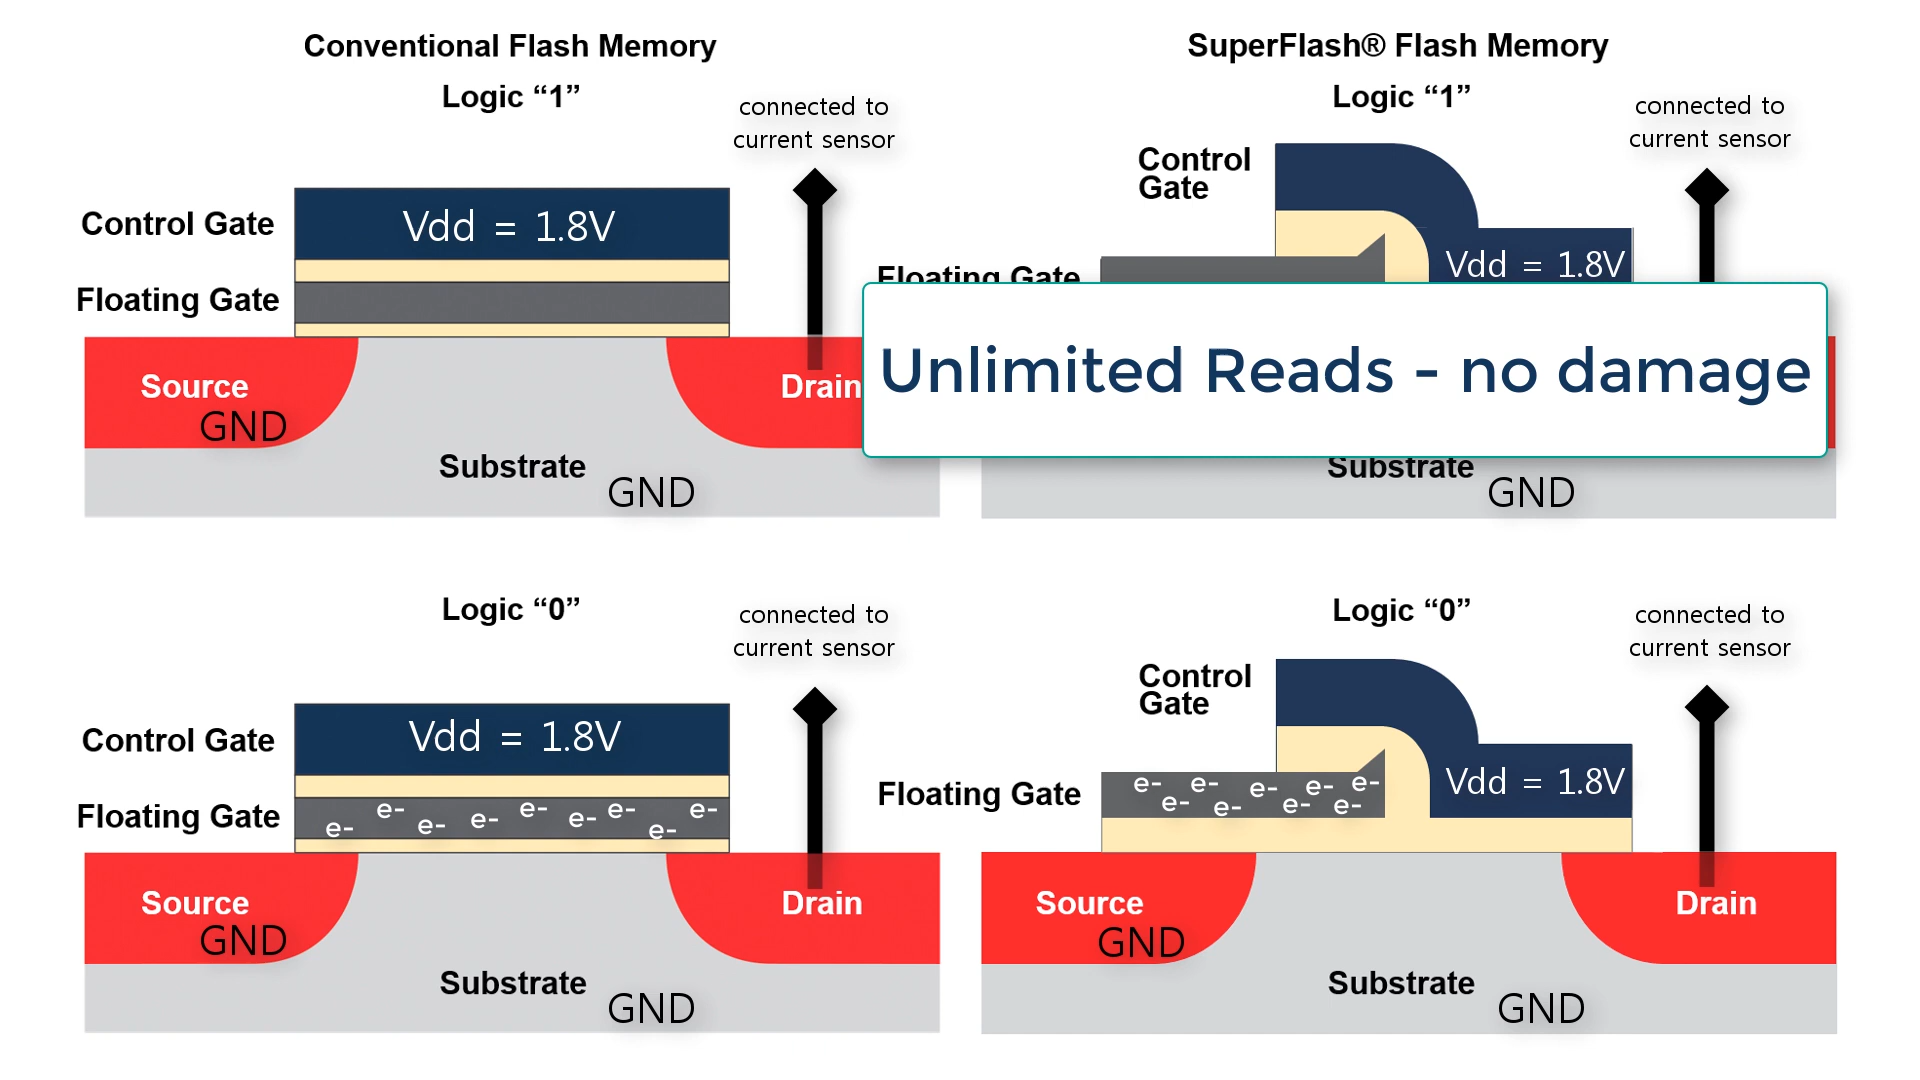 Conventional Flash Memory
Logic “1”
connected to
current sensor
Control Gate
Vdd = 1.8V
Floating Gate
Source
GND
Drain
Substrate
GND
SuperFlash® Flash Memory
Logic “1”
connected to
current sensor
Control
Gate
Vdd = 1.8V
Floating Gate
Unlimited Reads - no damage
Substrate
GND
Logic “0”
connected to
current sensor
Control Gate
Vdd = 1.8V
Floating Gate
e- e- e- e- e- e- e- e- e-
Source
GND
Drain
Substrate
GND
Logic “0”
connected to
current sensor
Control
Gate
Vdd = 1.8V
Floating Gate
e- e- e- e- e- e- e- e- e-
Source
GND
Drain
Substrate
GND